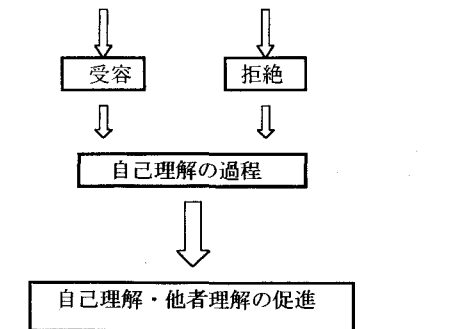 受容
拒絶
自己理解の過程
自己理解・他者理解の促進